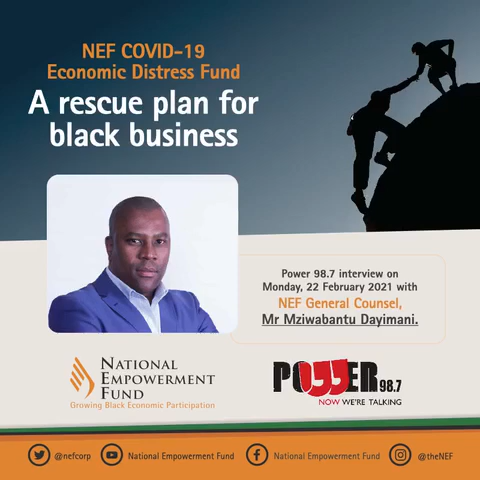 NEF COVID-19
Economic Distress Fund
A rescue plan for
black business
Power 98.7 interview on
Monday, 22 February 2021 with
NEF General Counsel,
Mr Mziwabantu Dayimani.
NATIONAL
EMPOWERMENT
FUND
Growing Black Economic Participation
POWER 98.7
NOW WE'RE TALKING
@nefcorp
National Empowerment Fund
National Empowerment Fund
@theNEF